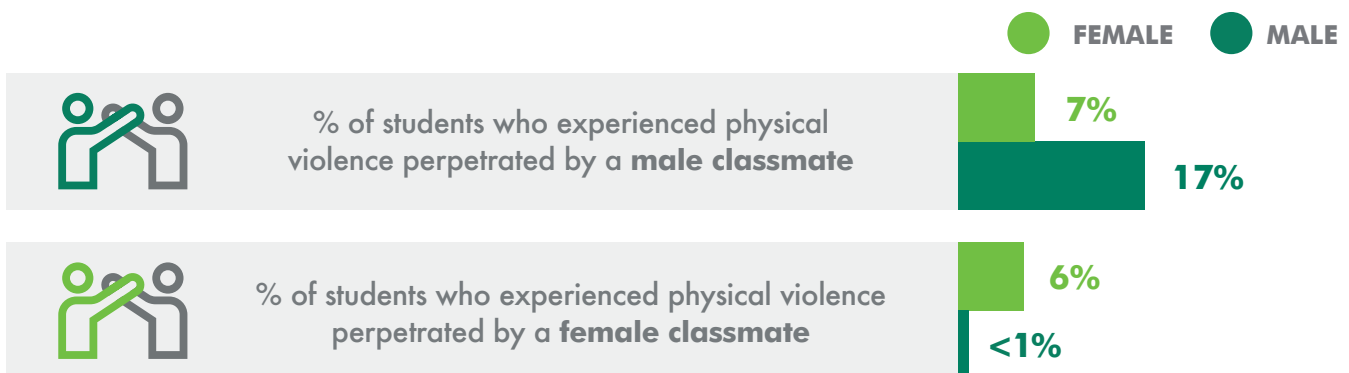 FEMALE MALE
% of students who experienced physical
violence perpetrated by a male classmate
7%
17%
% of students who experienced physical violence
perpetrated by a female classmate
6%
<1%